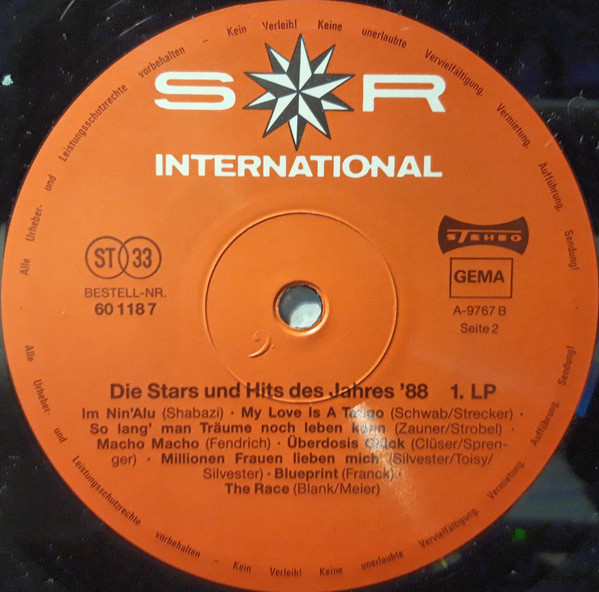 Alle Urheber- und Leistungsschutzrechte vorbehalten - Kein Verleih! Keine unerlaubte Vervielfältigung, Vermietung, Aufführung, Sendung!
S R
INTERNATIONAL
ST 33
BESTELL-NR.
60 118 7
STEREO
GEMA
A-9767 B
Seite 2
Die Stars und Hits des Jahres '88 1. LP
Im Nin'Alu (Shabazi) · My Love Is A Tango (Schwab/Strecker) ·
So lang' man Träume noch leben kann (Zauner/Strobel) ·
Macho Macho (Fendrich) · Überdosis Glück (Clüser/Spren-
ger) · Millionen Frauen lieben mich (Silvester/Toisy/
Silvester) · Blueprint (Franck) ·
The Race (Blank/Meier)
Alle Urheber- und Leistungsschutzrechte vorbehalten - Kein Verleih! Keine unerlaubte Vervielfältigung, Vermietung, Aufführung, Sendung!